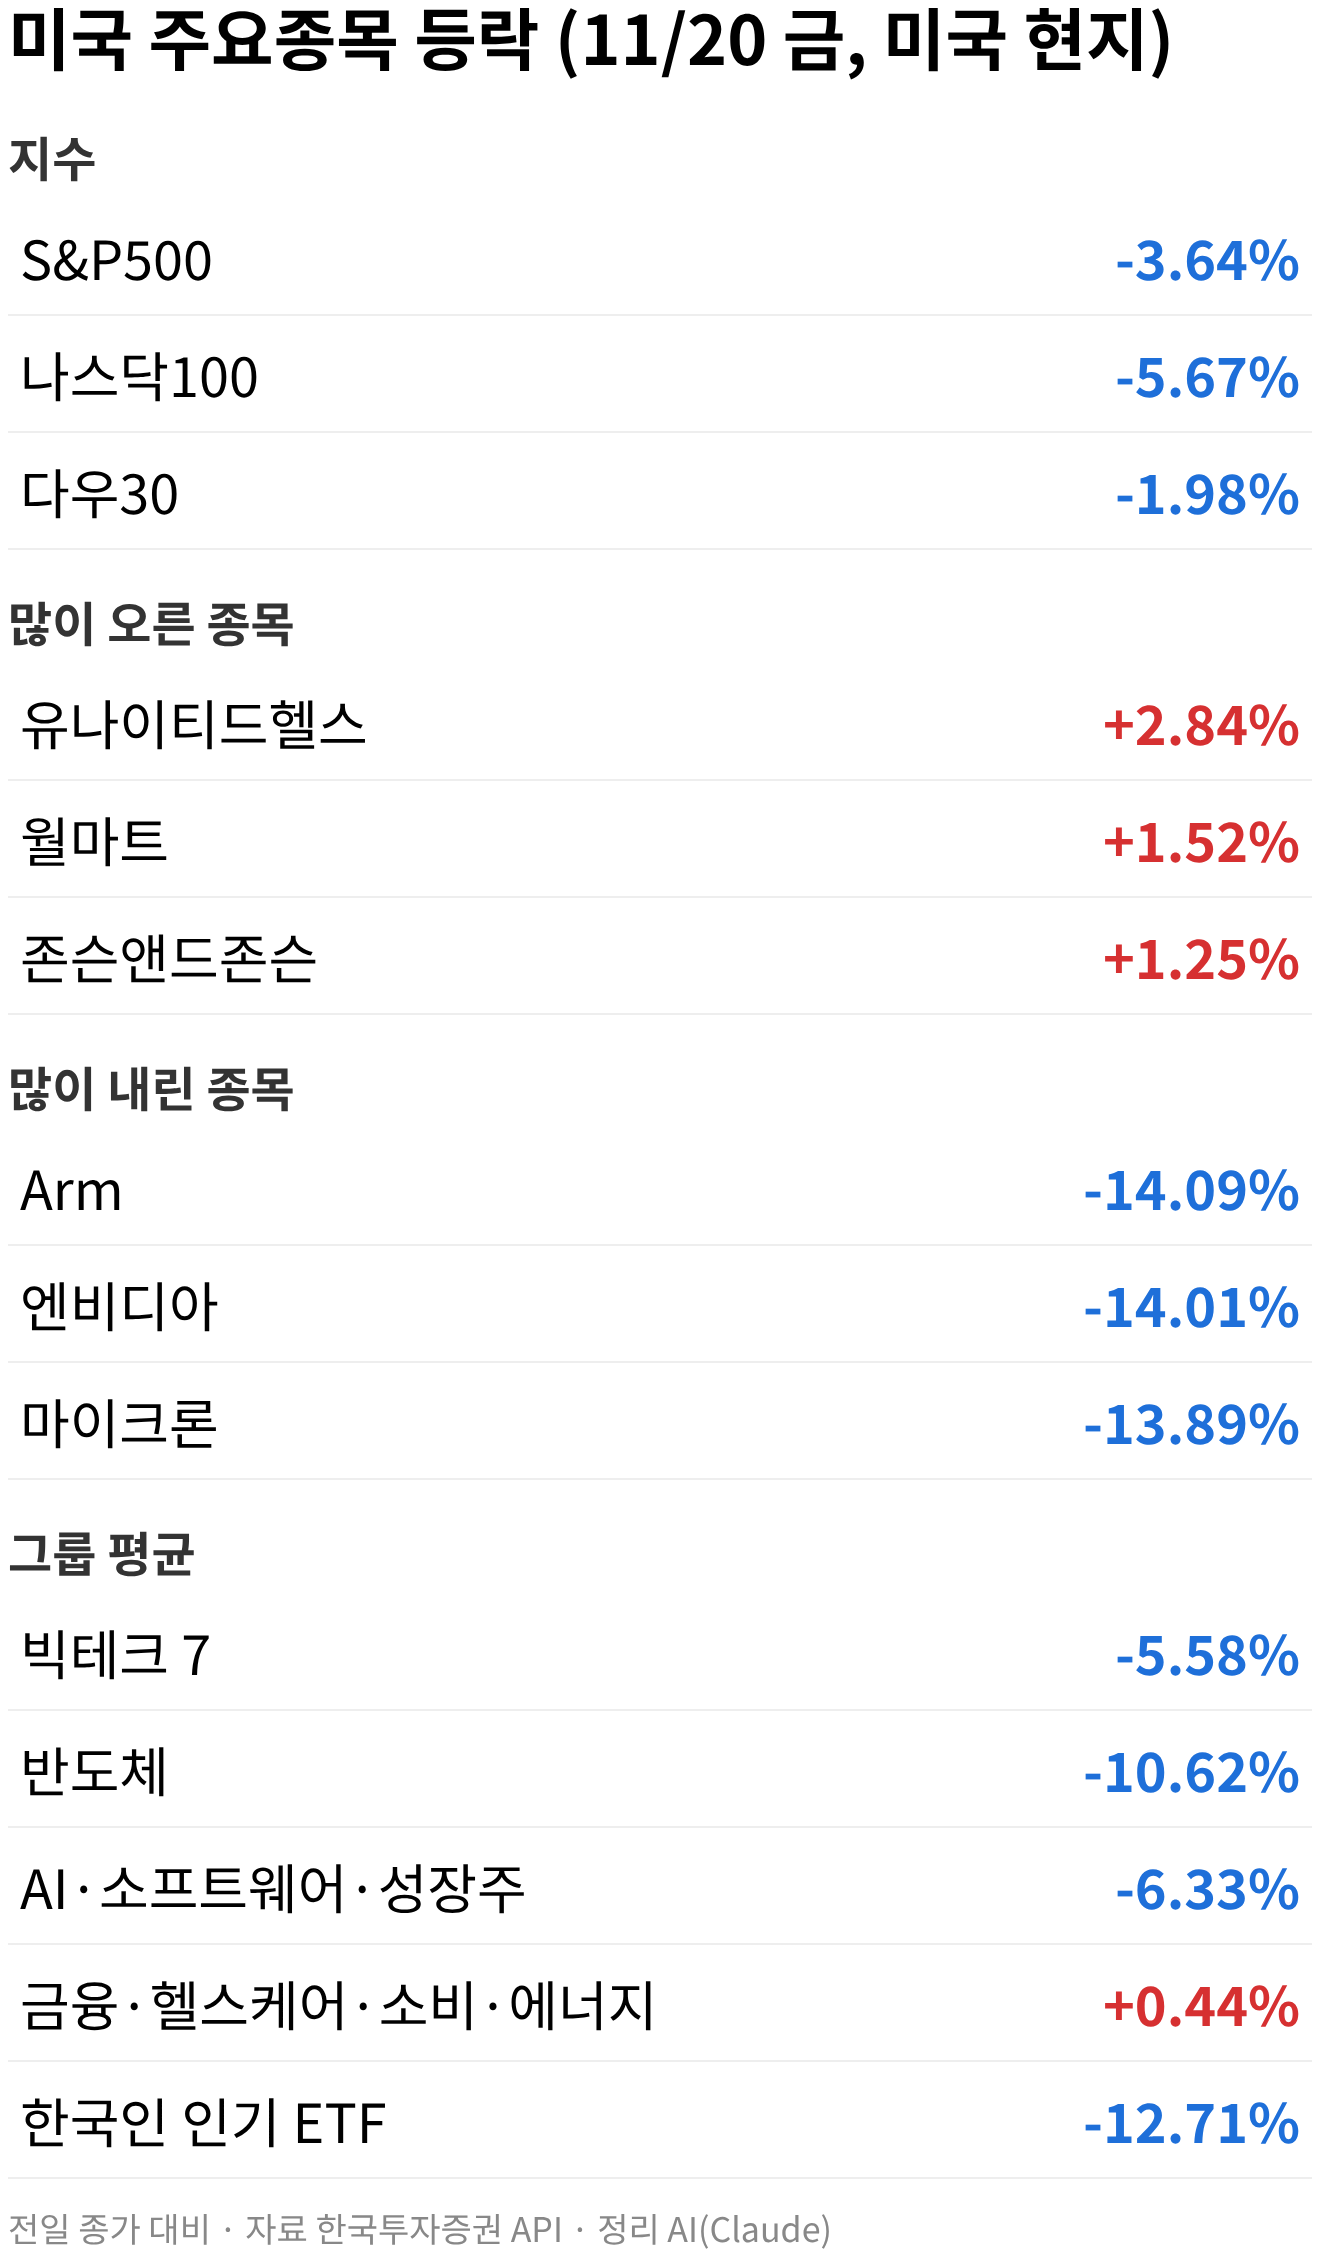 미국 주요종목 등락 (11/20 금, 미국 현지)
지수
S&P500 -3.64%
나스닥100 -5.67%
다우30 -1.98%
많이 오른 종목
유나이티드헬스 +2.84%
월마트 +1.52%
존슨앤드존슨 +1.25%
많이 내린 종목
Arm -14.09%
엔비디아 -14.01%
마이크론 -13.89%
그룹 평균
빅테크 7 -5.58%
반도체 -10.62%
AI·소프트웨어·성장주 -6.33%
금융·헬스케어·소비·에너지 +0.44%
한국인 인기 ETF -12.71%
전일 종가 대비 · 자료 한국투자증권 API · 정리 AI(Claude)